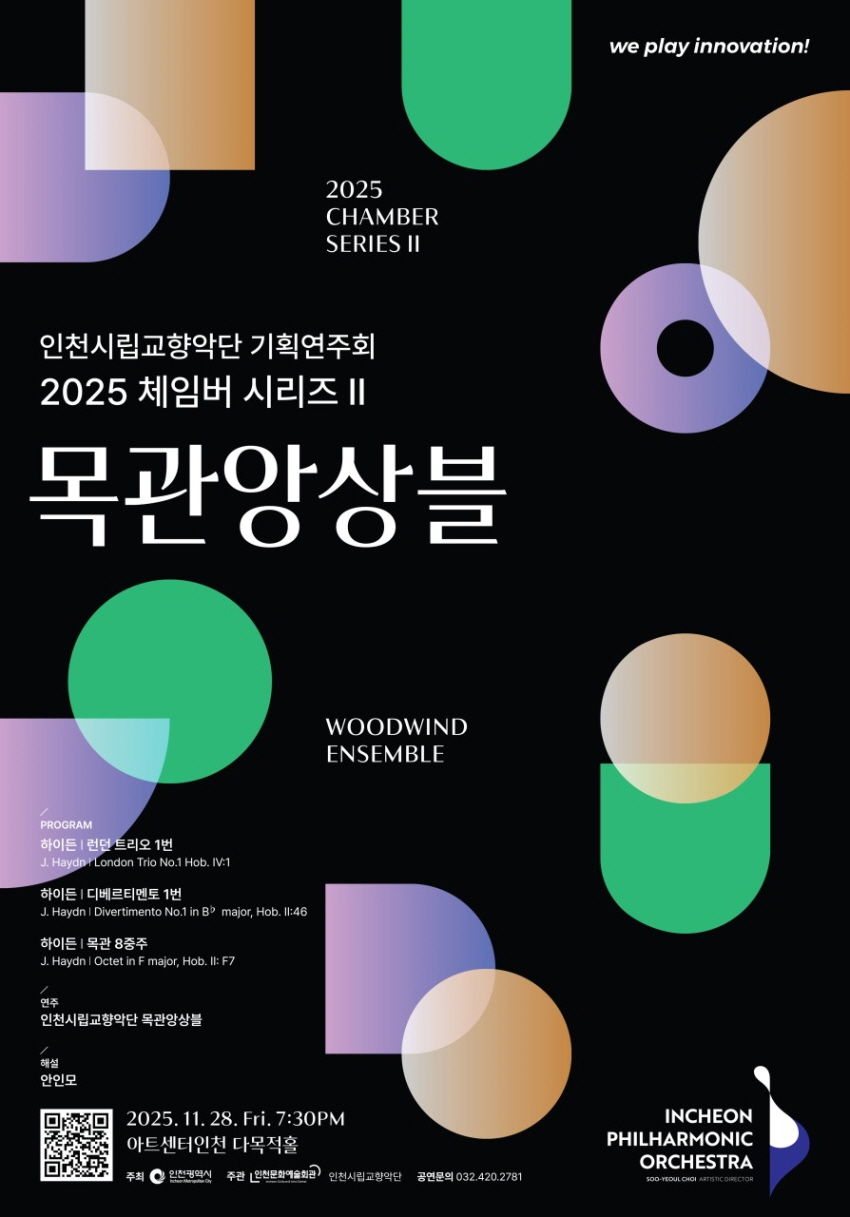 we play innovation!
2025
CHAMBER
SERIES II
인천시립교향악단 기획연주회
2025 체임버 시리즈 II
목관앙상블
WOODWIND
ENSEMBLE
PROGRAM
하이든 | 런던 트리오 1번
J. Haydn | London Trio No.1 Hob. IV:1
하이든 | 디베르티멘토 1번
J. Haydn | Divertimento No.1 in B♭ major, Hob. II:46
하이든 | 목관 8중주
J. Haydn | Octet in F major, Hob. II: F7
연주
인천시립교향악단 목관앙상블
해설
안인모
2025. 11. 28. Fri. 7:30PM
아트센터인천 다목적홀
주최 인천광역시 Incheon Metropolitan City 주관 인천문화예술회관 Incheon Culture & Arts Center 인천시립교향악단 공연문의 032.420.2781
INCHEON
PHILHARMONIC
ORCHESTRA
SOO-YEOUL CHOI ARTISTIC DIRECTOR